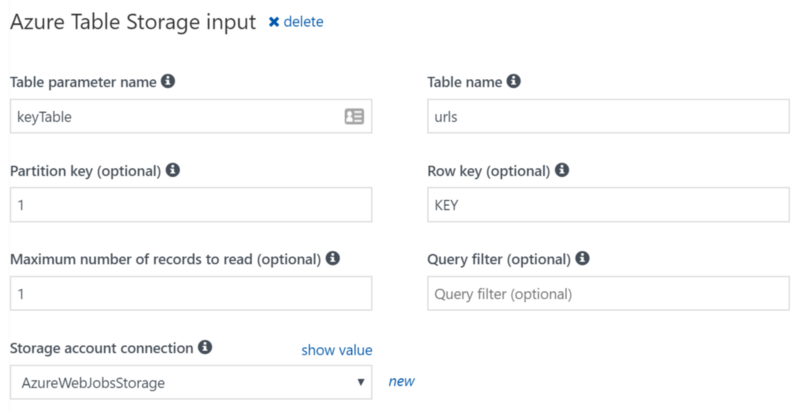 Azure Table Storage input ✖ delete
Table parameter name
Table name
keyTable
urls
Partition key (optional)
Row key (optional)
1
KEY
Maximum number of records to read (optional)
Query filter (optional)
1
Query filter (optional)
Storage account connection
show value
AzureWebJobsStorage
new